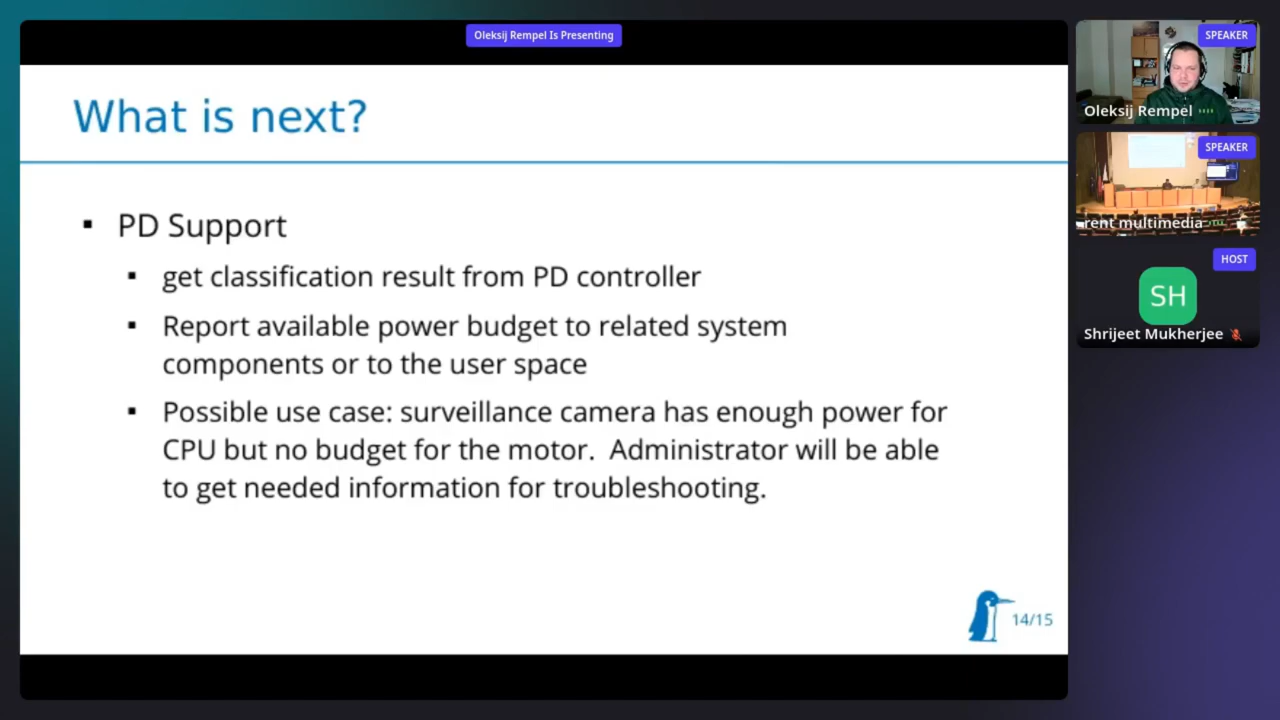 Oleksij Rempel Is Presenting
What is next?
▪ PD Support
▪ get classification result from PD controller
▪ Report available power budget to related system
components or to the user space
▪ Possible use case: surveillance camera has enough power for
CPU but no budget for the motor. Administrator will be able
to get needed information for troubleshooting.
14/15
SPEAKER
Oleksij Rempel
SPEAKER
rent multimedia
HOST
SH
Shrijeet Mukherjee